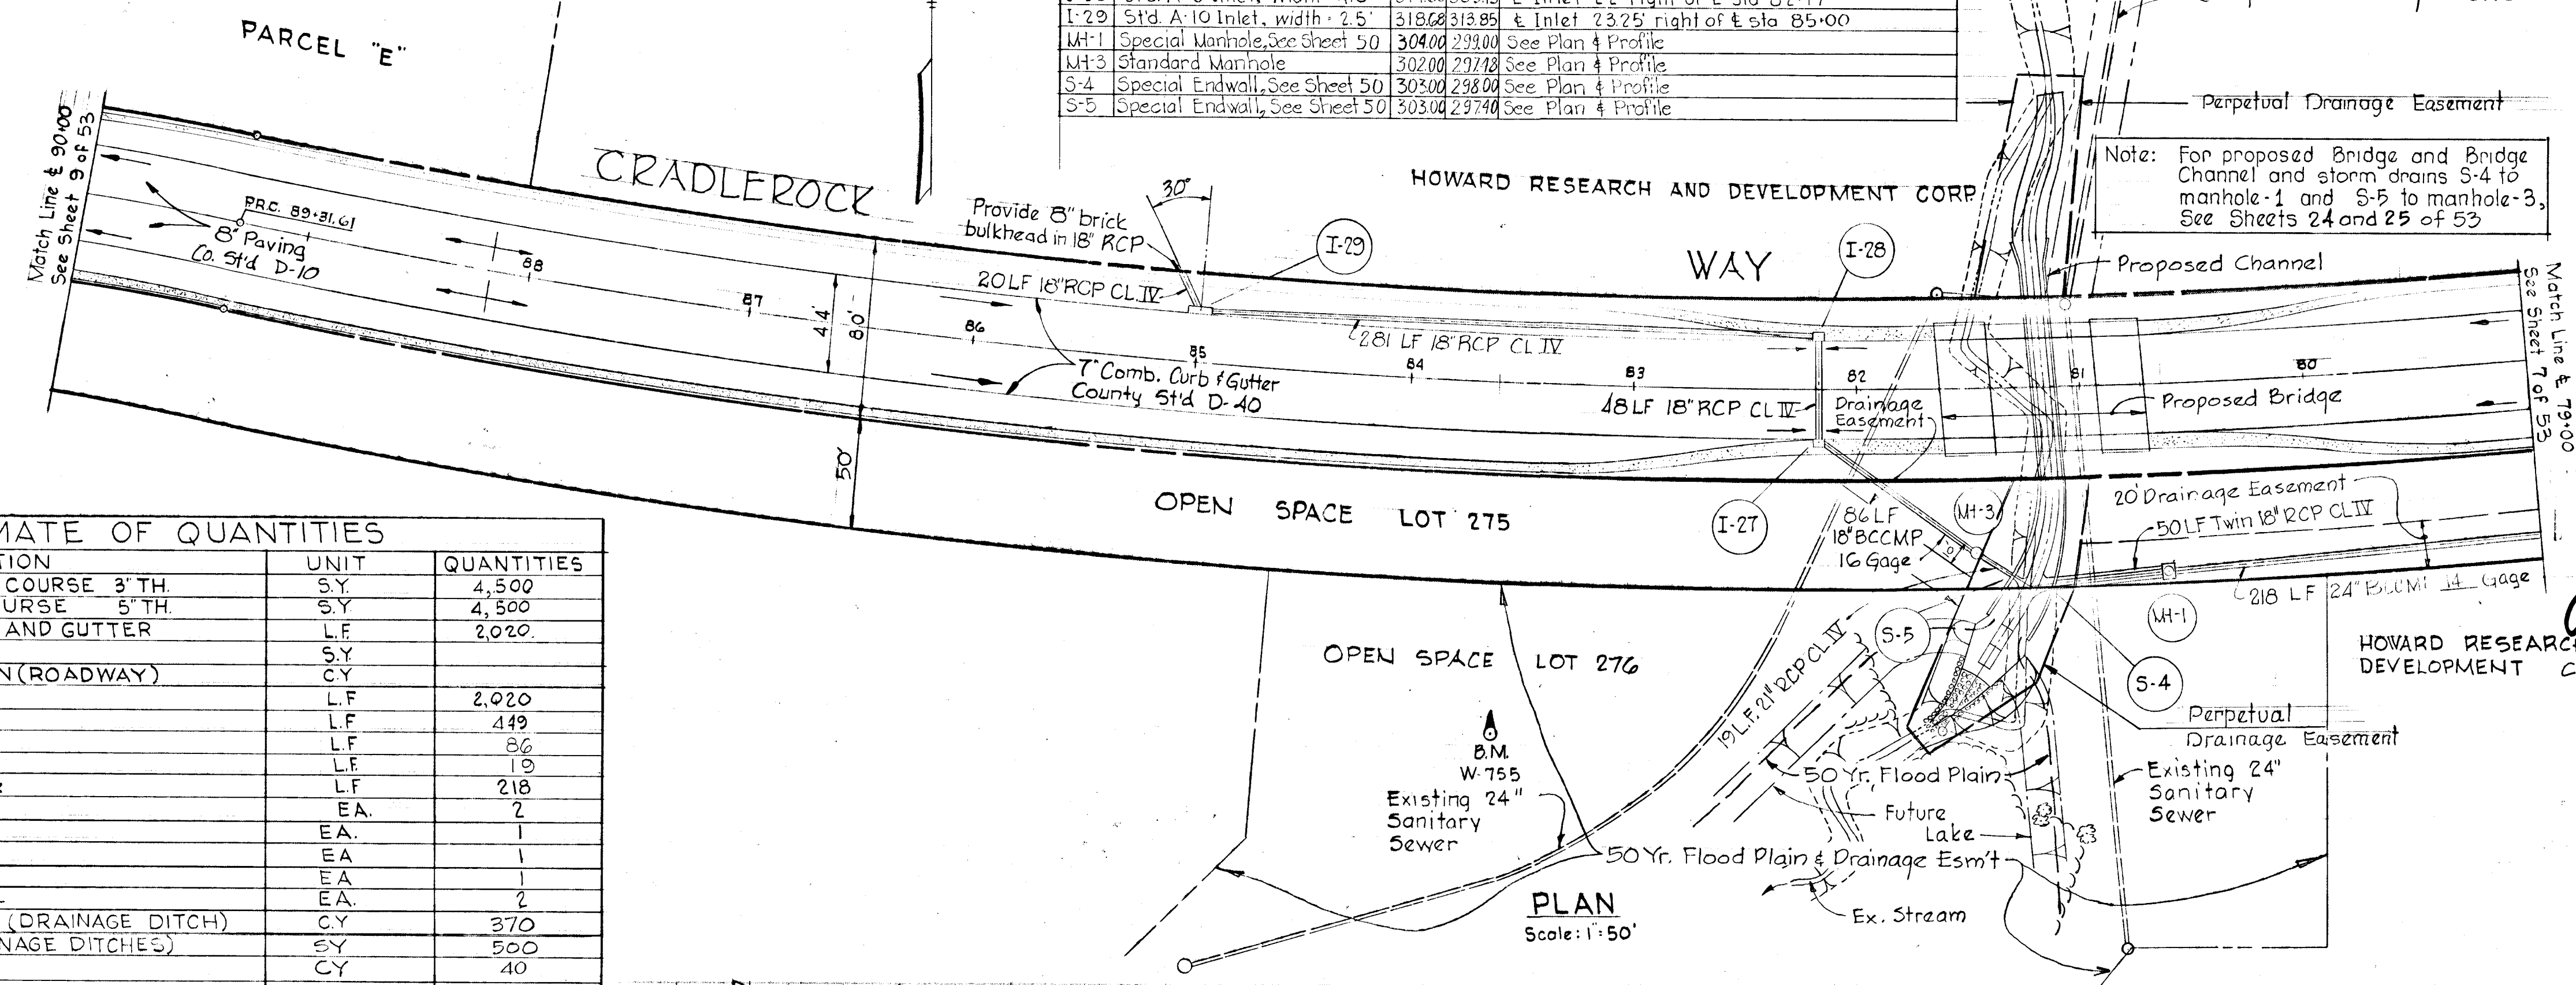 I-29 St'd. A-10 Inlet, width = 2.5' 318.68 313.85 ℄ Inlet 23.25' right of ℄ sta 85+00
MH-1 Special Manhole, See Sheet 50 304.00 299.00 See Plan & Profile
MH-3 Standard Manhole 302.00 297.48 See Plan & Profile
S-4 Special Endwall, See Sheet 50 303.00 298.00 See Plan & Profile
S-5 Special Endwall, See Sheet 50 303.00 297.40 See Plan & Profile
PARCEL "E"
Perpetual Drainage Easement
Note: For proposed Bridge and Bridge
Channel and storm drains S-4 to
manhole-1 and S-5 to manhole-3,
See Sheets 24 and 25 of 53
Match Line ℄ 90+00
See Sheet 9 of 53
CRADLEROCK
WAY
HOWARD RESEARCH AND DEVELOPMENT CORP.
30°
Provide 8" brick
bulkhead in 18" RCP
I-29
I-28
Proposed Channel
P.R.C. 89+31.61
8" Paving
Co. St'd D-10
88
87
86
85
84
83
82
81
80
44'
80'
20 LF 18" RCP CL. IV
281 LF 18" RCP CL IV
7" Comb. Curb & Gutter
County St'd D-40
48 LF 18" RCP CL IV
Drainage
Easement
Proposed Bridge
Match Line ℄ 79+00
See Sheet 7 of 53
50'
OPEN SPACE LOT 275
I-27
86 LF
18" BCCMP
16 Gage
MH-3
20' Drainage Easement
50 LF Twin 18" RCP CL IV
218 LF 24" BCCMP 14 Gage
MH-1
S-5
S-4
HOWARD RESEARCH
DEVELOPMENT C
OPEN SPACE LOT 276
19 L.F. 21" RCP CL. IV
Perpetual
Drainage Easement
B.M.
W-755
Existing 24"
Sanitary
Sewer
50 Yr. Flood Plain
Future
Lake
Existing 24"
Sanitary
Sewer
50 Yr. Flood Plain & Drainage Esm't
Ex. Stream
PLAN
Scale: 1"=50'
MATE OF QUANTITIES
TION UNIT QUANTITIES
COURSE 3" TH. S.Y. 4,500
URSE 5" TH. S.Y. 4,500
AND GUTTER L.F. 2,020
S.Y.
N (ROADWAY) C.Y
L.F 2,020
L.F 449
L.F 86
L.F. 19
L.F 218
EA. 2
EA. 1
EA 1
EA 1
EA. 2
(DRAINAGE DITCH) C.Y 370
NAGE DITCHES) SY 500
CY 40